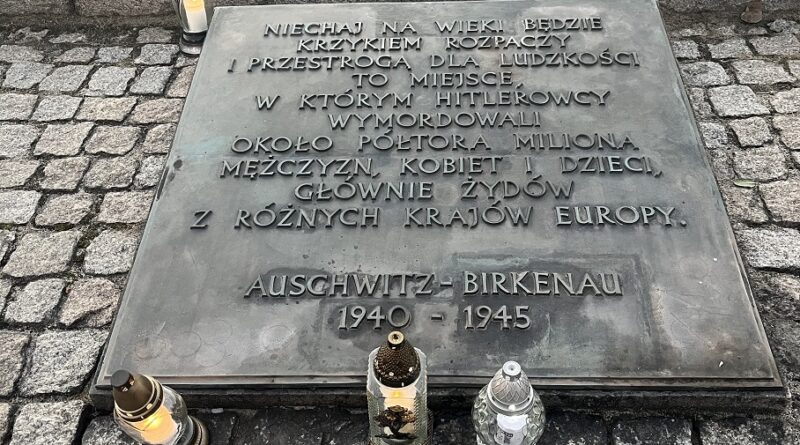 NIECHAJ NA WIEKI BĘDZIE
KRZYKIEM ROZPACZY
I PRZESTROGĄ DLA LUDZKOŚCI
TO MIEJSCE
W KTÓRYM HITLEROWCY
WYMORDOWALI
OKOŁO PÓŁTORA MILIONA
MĘŻCZYZN, KOBIET I DZIECI,
GŁÓWNIE ŻYDÓW
Z RÓŻNYCH KRAJÓW EUROPY.
AUSCHWITZ - BIRKENAU
1940 - 1945